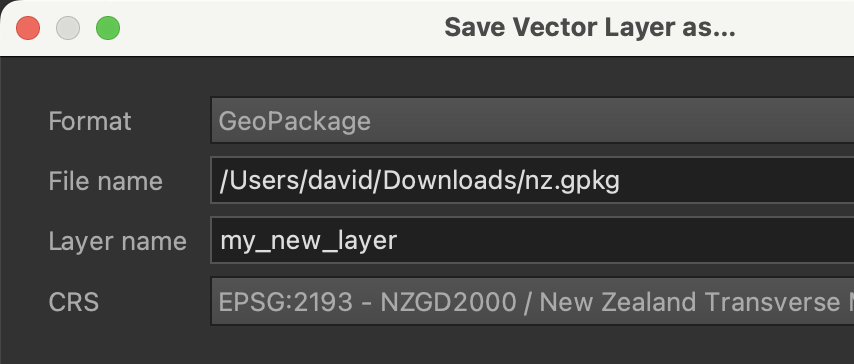 Save Vector Layer as...
Format GeoPackage
File name /Users/david/Downloads/nz.gpkg
Layer name my_new_layer
CRS EPSG:2193 - NZGD2000 / New Zealand Transverse